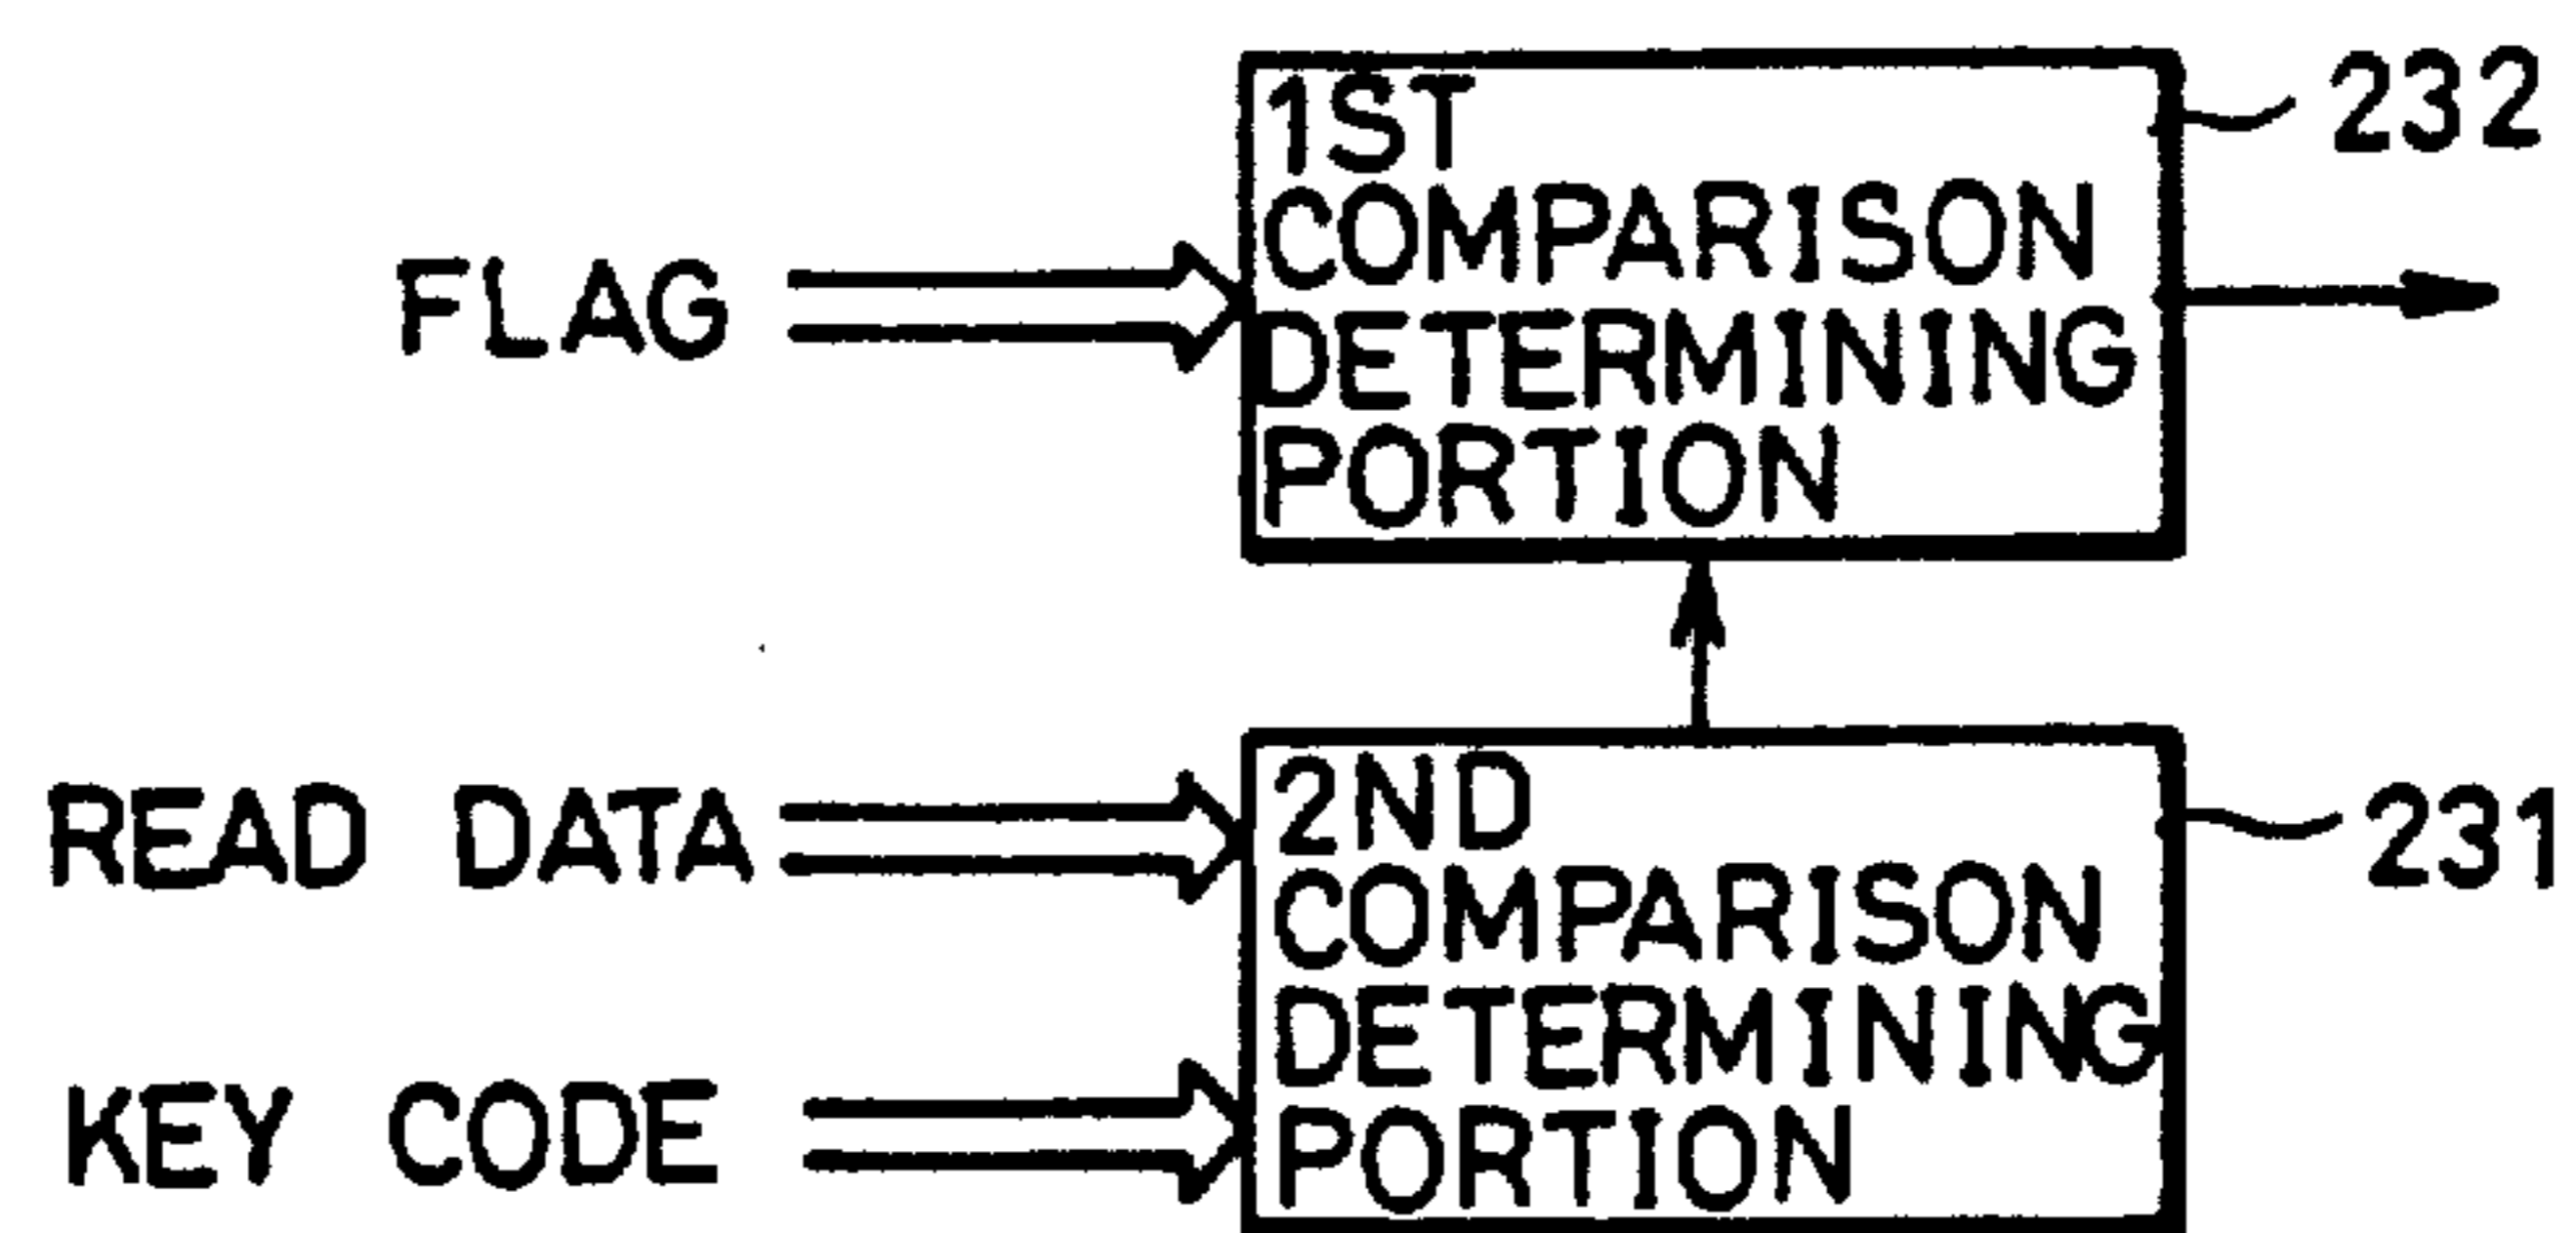 1ST
COMPARISON
DETERMINING
PORTION
232
FLAG
2ND
COMPARISON
DETERMINING
PORTION
231
READ DATA
KEY CODE